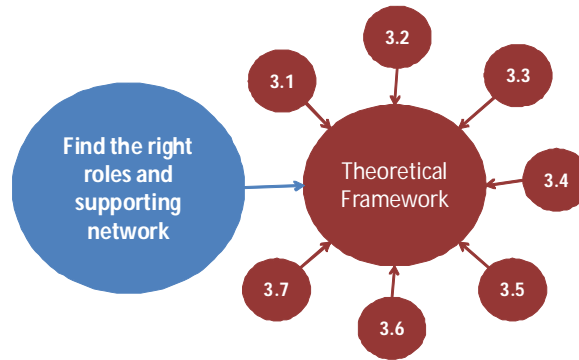 3.2
3.1
3.3
Find the right
roles and
supporting
network
Theoretical
Framework
3.4
3.7
3.5
3.6